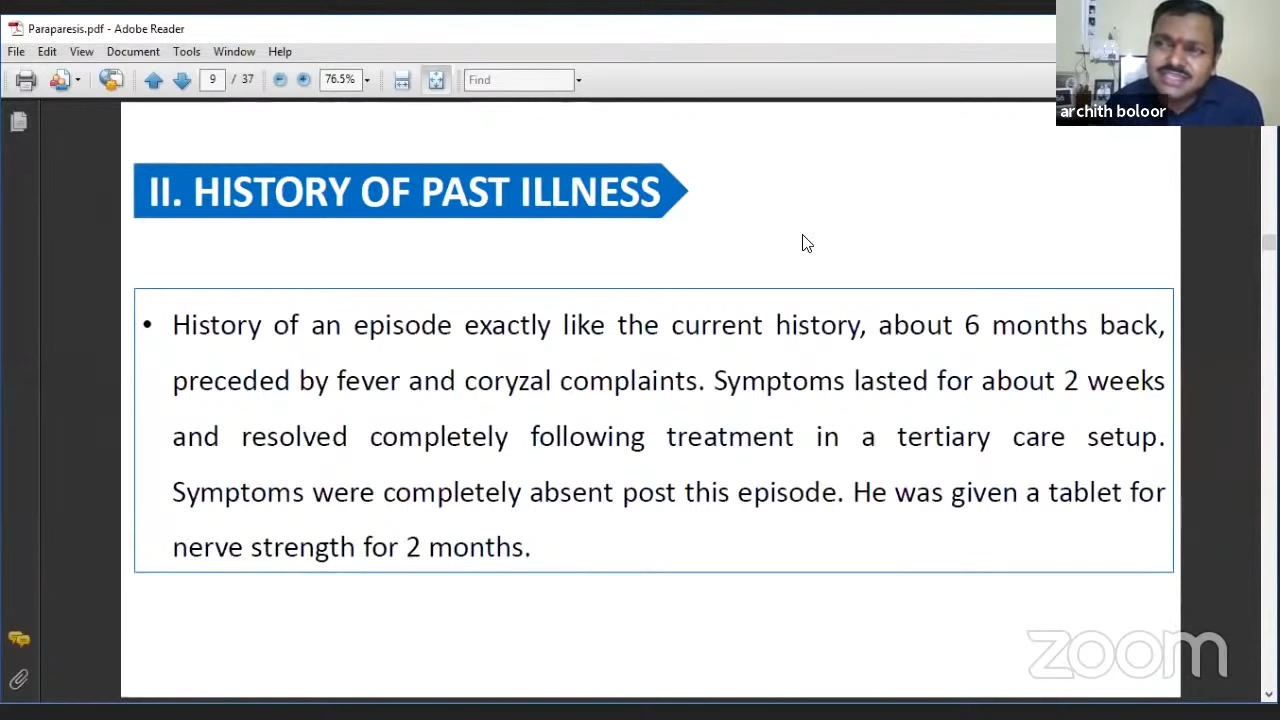 Paraparesis.pdf - Adobe Reader
File Edit View Document Tools Window Help
9 / 37 76.5% Find
archith boloor
II. HISTORY OF PAST ILLNESS
• History of an episode exactly like the current history, about 6 months back,
preceded by fever and coryzal complaints. Symptoms lasted for about 2 weeks
and resolved completely following treatment in a tertiary care setup.
Symptoms were completely absent post this episode. He was given a tablet for
nerve strength for 2 months.
zoom